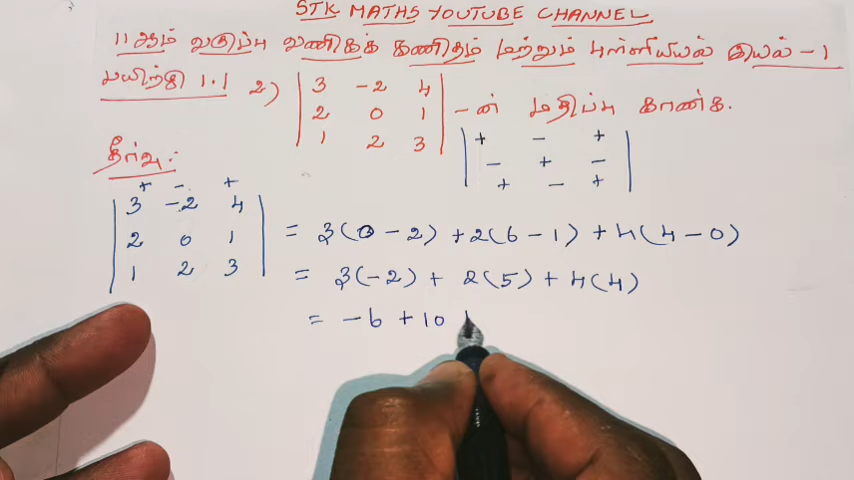 STK MATHS YOUTUBE CHANNEL
11 ஆம் வகுப்பு வணிகக் கணிதம் மற்றும் புள்ளியியல் இயல் - 1
பயிற்சி 1.1 2) | 3 -2 4 | - ன் மதிப்பு காண்க.
| 2 0 1 |
| 1 2 3 |
| + - + |
| - + - |
| + - + |
தீர்வு:
+ - +
| 3 -2 4 |
| 2 0 1 | = 3(0 - 2) + 2(6 - 1) + 4(4 - 0)
| 1 2 3 | = 3(-2) + 2(5) + 4(4)
= -6 + 10